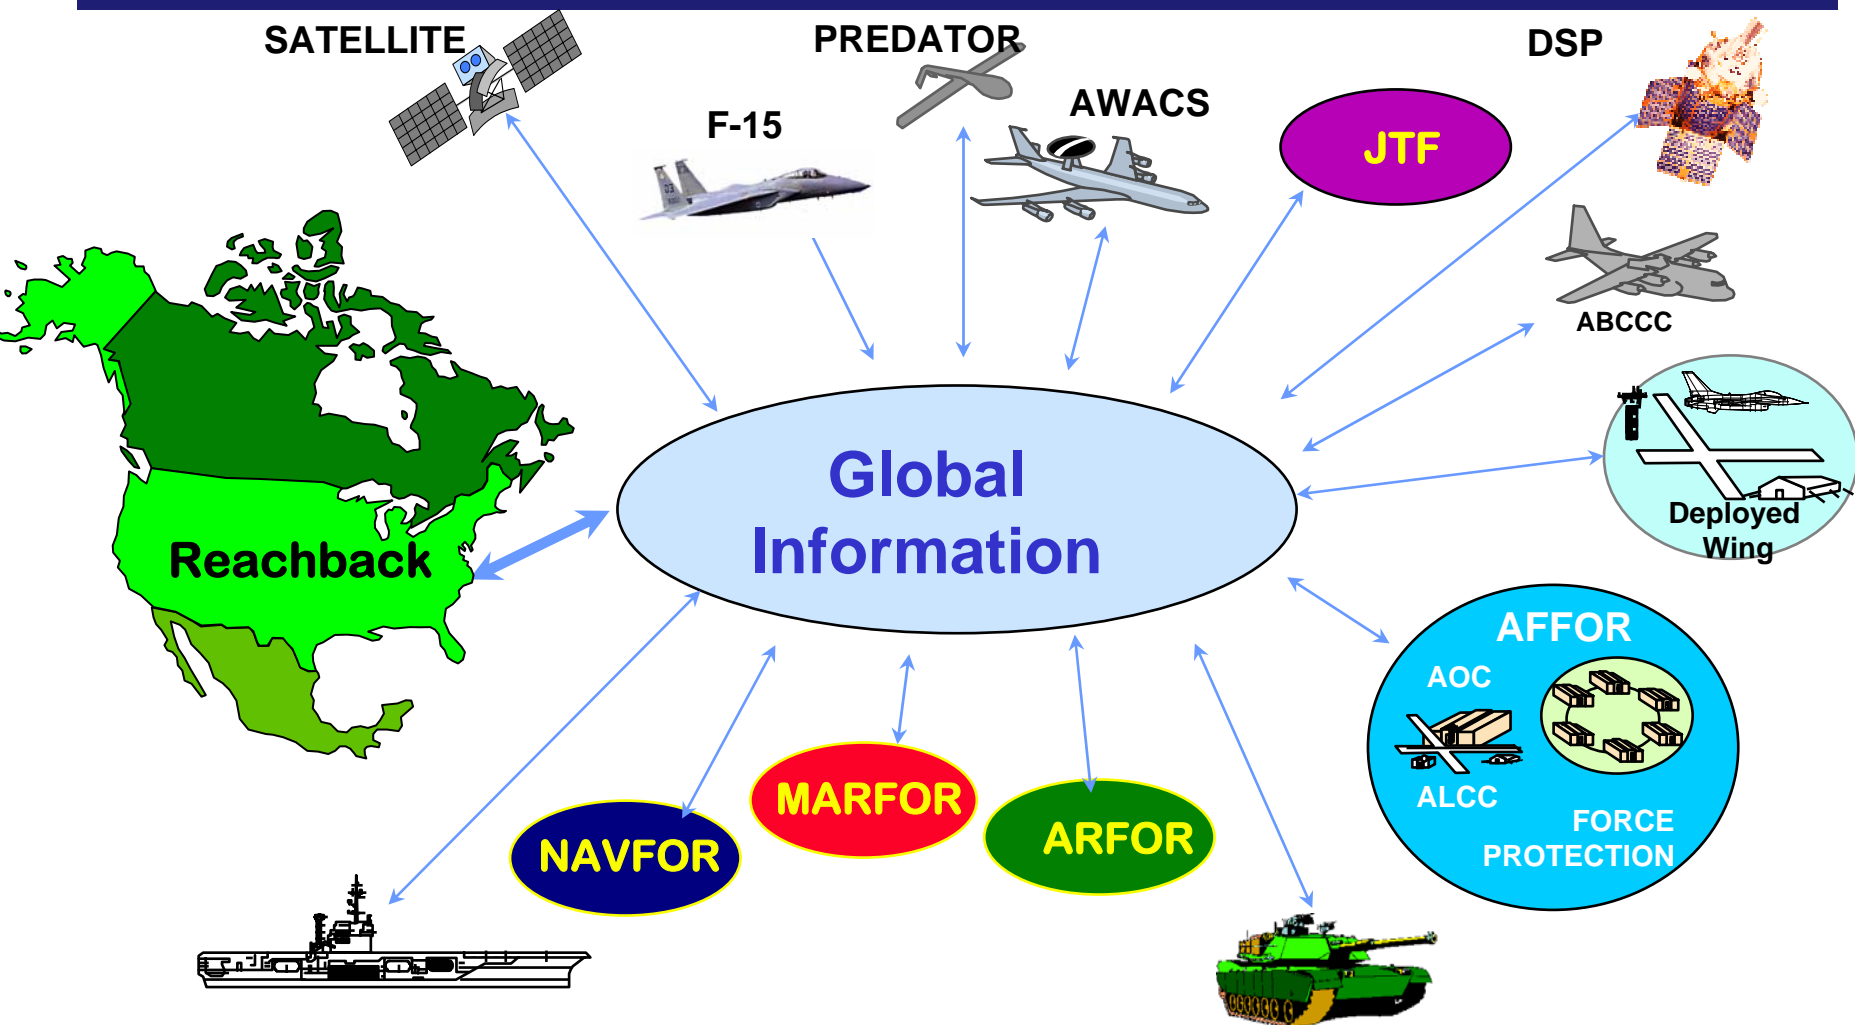 SATELLITE
PREDATOR
DSP
F-15
AWACS
JTF
ABCCC
Global
Information
Reachback
Deployed
Wing
AFFOR
AOC
ALCC
FORCE
PROTECTION
MARFOR
ARFOR
NAVFOR